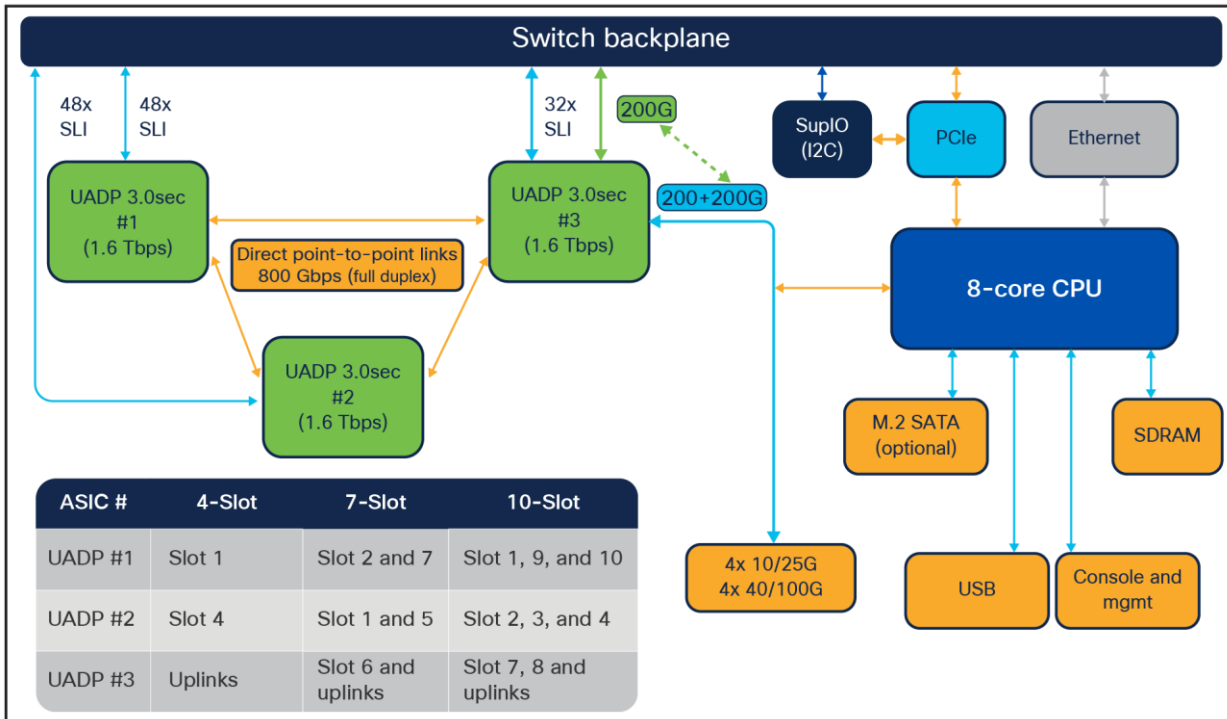 Switch backplane
48x
SLI
48x
SLI
32x
SLI
200G
SupIO
(I2C)
PCIe
Ethernet
UADP 3.0sec
#1
(1.6 Tbps)
UADP 3.0sec
#3
(1.6 Tbps)
200+200G
Direct point-to-point links
800 Gbps (full duplex)
8-core CPU
UADP 3.0sec
#2
(1.6 Tbps)
M.2 SATA
(optional)
SDRAM
4x 10/25G
4x 40/100G
USB
Console and
mgmt
ASIC # 4-Slot 7-Slot 10-Slot
UADP #1 Slot 1 Slot 2 and 7 Slot 1, 9, and 10
UADP #2 Slot 4 Slot 1 and 5 Slot 2, 3, and 4
UADP #3 Uplinks Slot 6 and uplinks Slot 7, 8 and uplinks